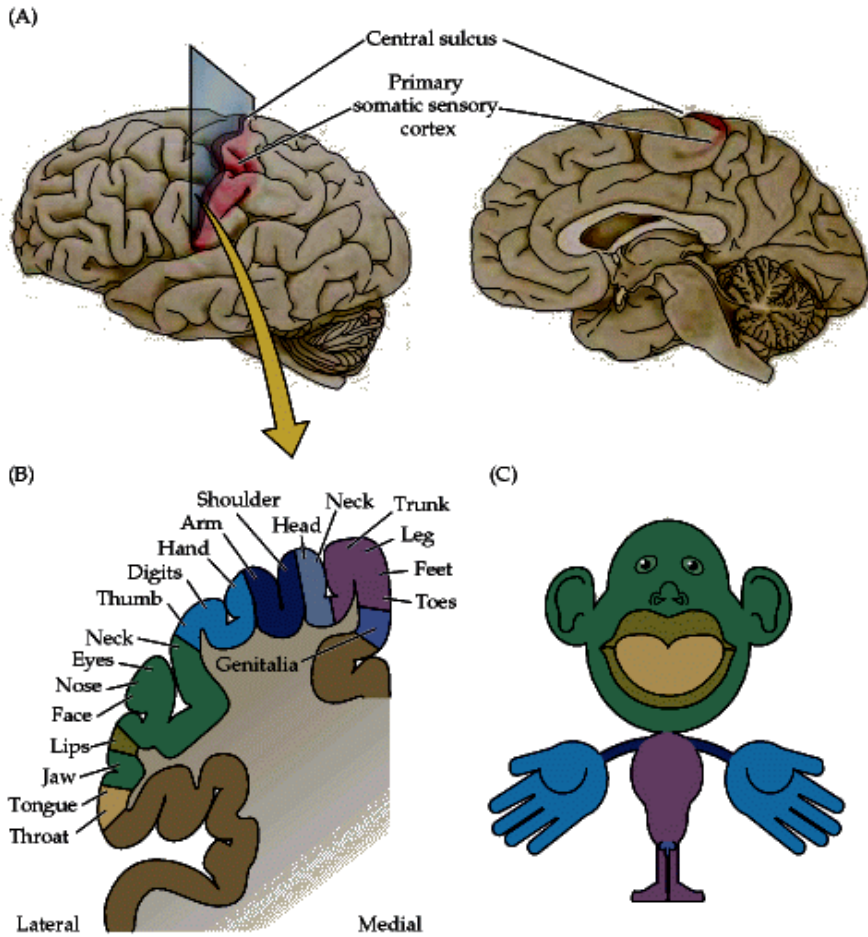 (A)
Central sulcus
Primary
somatic sensory
cortex
(B)
Shoulder
Arm
Hand
Digits
Thumb
Neck
Eyes
Nose
Face
Lips
Jaw
Tongue
Throat
Head
Neck
Trunk
Leg
Feet
Toes
Genitalia
Lateral
Medial
(C)